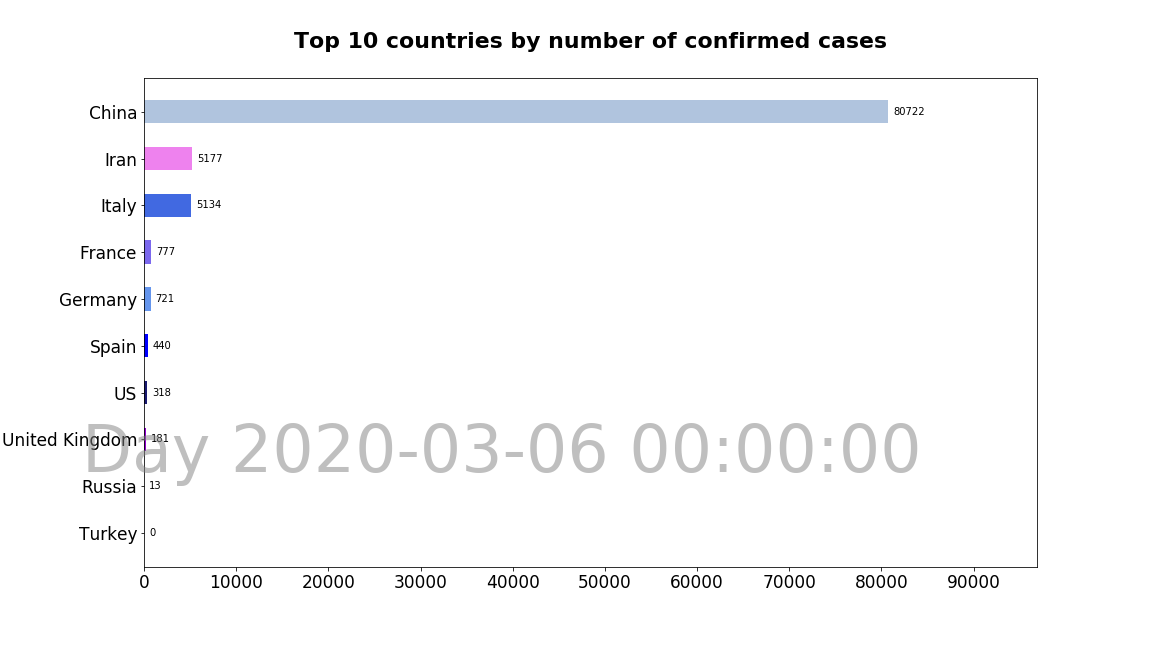 Top 10 countries by number of confirmed cases
China 80722
Iran 5177
Italy 5134
France 777
Germany 721
Spain 440
US 318
United Kingdom 181
Day 2020-03-06 00:00:00
Russia 13
Turkey 0
0 10000 20000 30000 40000 50000 60000 70000 80000 90000